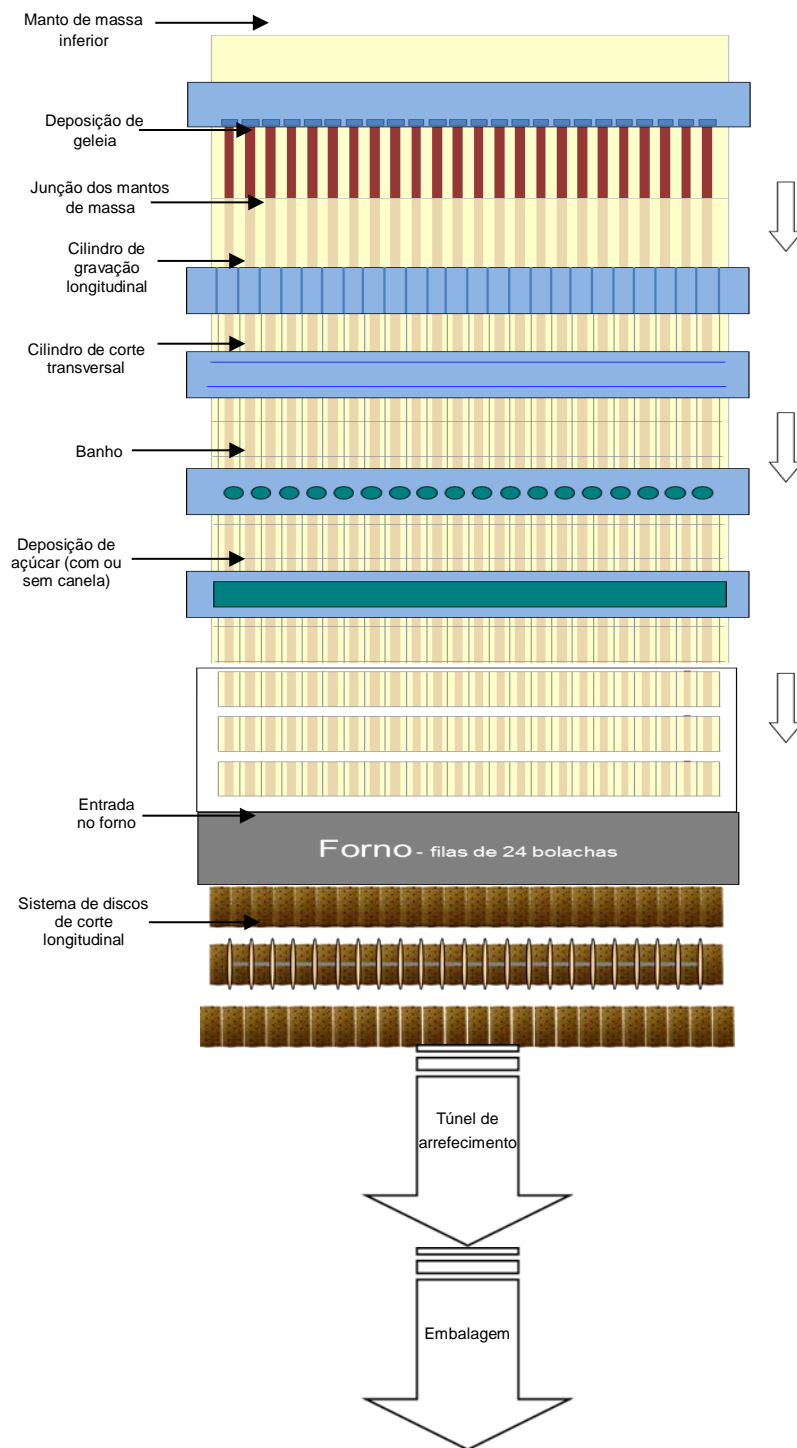 Manto de massa
inferior
Deposição de
geleia
Junção dos mantos
de massa
Cilindro de
gravação
longitudinal
Cilindro de corte
transversal
Banho
Deposição de
açúcar (com ou
sem canela)
Entrada
no forno
Forno - filas de 24 bolachas
Sistema de discos
de corte
longitudinal
Túnel de
arrefecimento
Embalagem